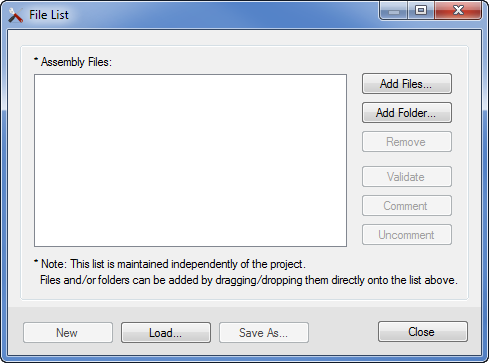 File List
* Assembly Files:
Add Files...
Add Folder...
Remove
Validate
Comment
Uncomment
* Note: This list is maintained independently of the project.
Files and/or folders can be added by dragging/dropping them directly onto the list above.
New
Load...
Save As...
Close